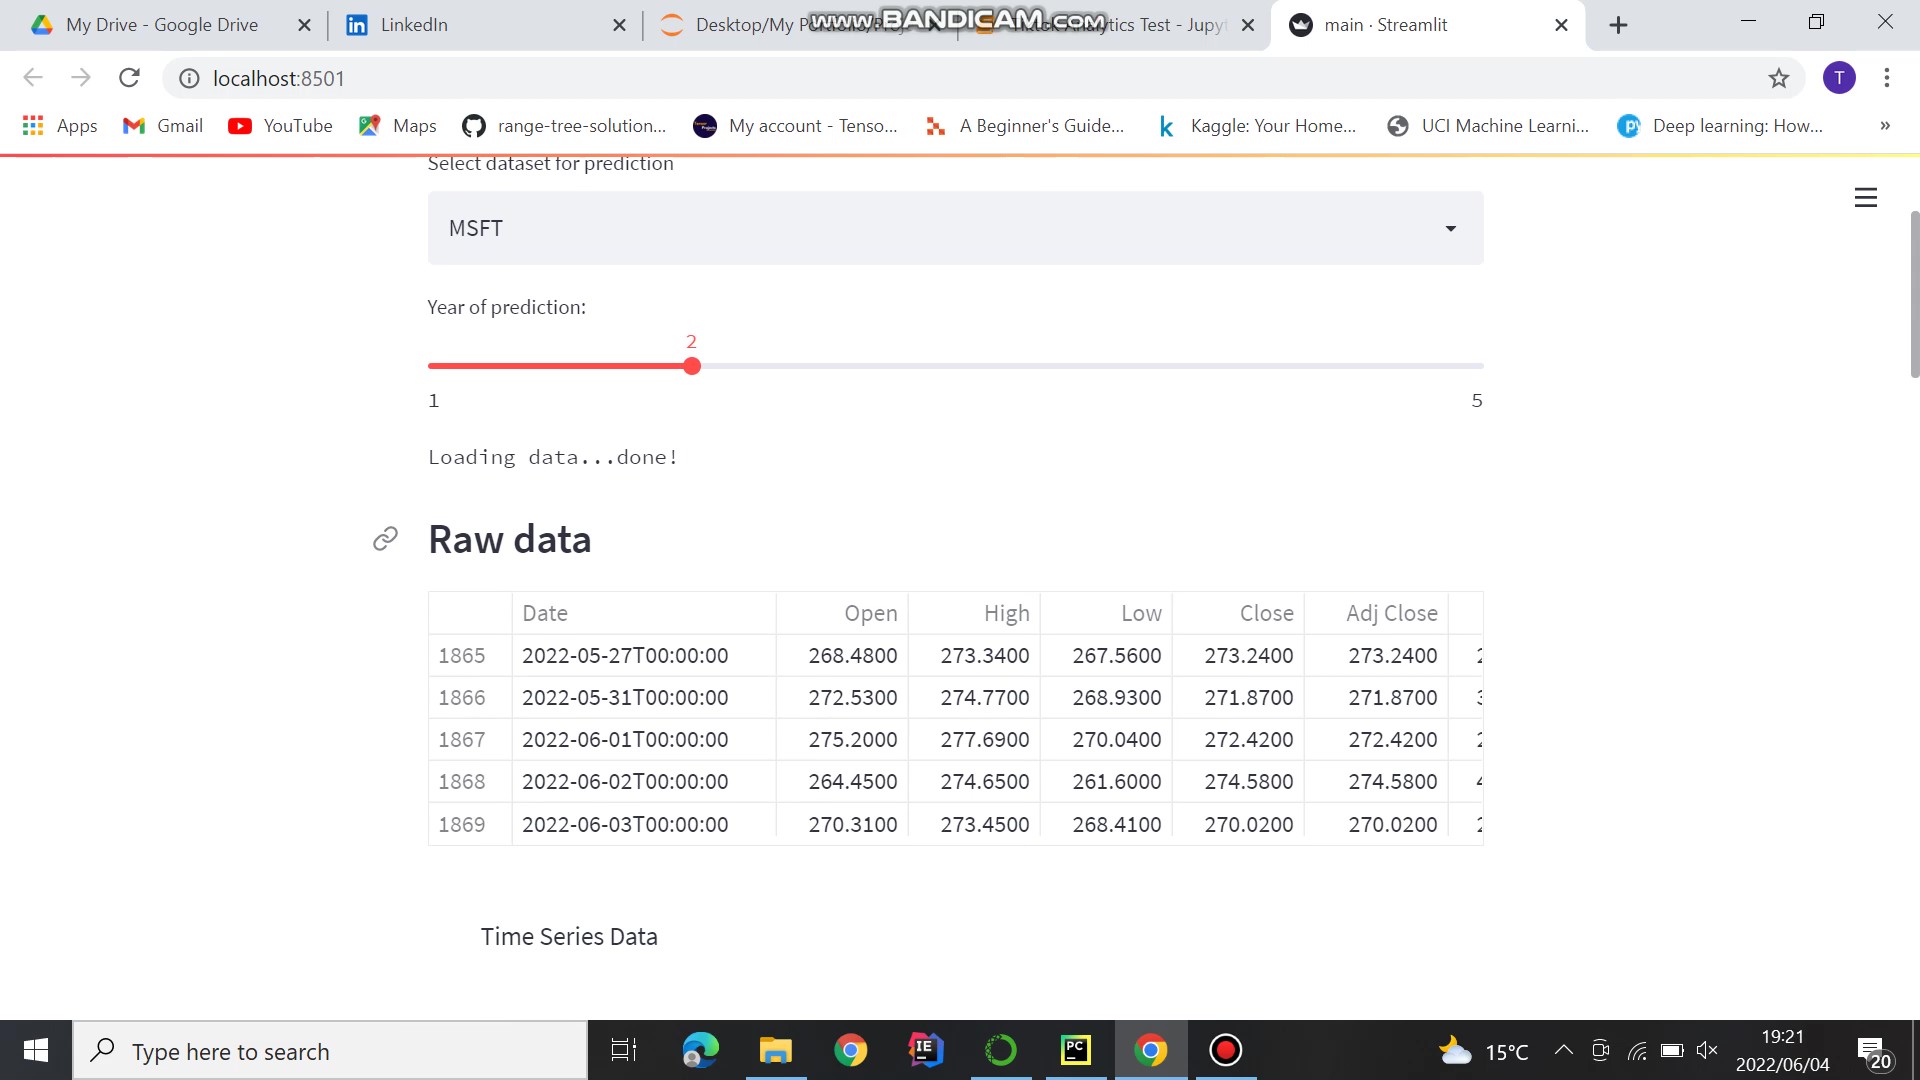 My Drive - Google Drive
LinkedIn
Desktop/My Portfolio/Proj
Tiktok Analytics Test - Jupyt
main · Streamlit
www.BANDICAM.com
localhost:8501
T
Apps
Gmail
YouTube
Maps
range-tree-solution...
My account - Tenso...
A Beginner's Guide...
Kaggle: Your Home...
UCI Machine Learni...
Deep learning: How...
»
Select dataset for prediction
MSFT
Year of prediction:
2
1 5
Loading data...done!
Raw data
Date Open High Low Close Adj Close
1865 2022-05-27T00:00:00 268.4800 273.3400 267.5600 273.2400 273.2400
1866 2022-05-31T00:00:00 272.5300 274.7700 268.9300 271.8700 271.8700
1867 2022-06-01T00:00:00 275.2000 277.6900 270.0400 272.4200 272.4200
1868 2022-06-02T00:00:00 264.4500 274.6500 261.6000 274.5800 274.5800
1869 2022-06-03T00:00:00 270.3100 273.4500 268.4100 270.0200 270.0200
Time Series Data
Type here to search
15°C
19:21
2022/06/04
20